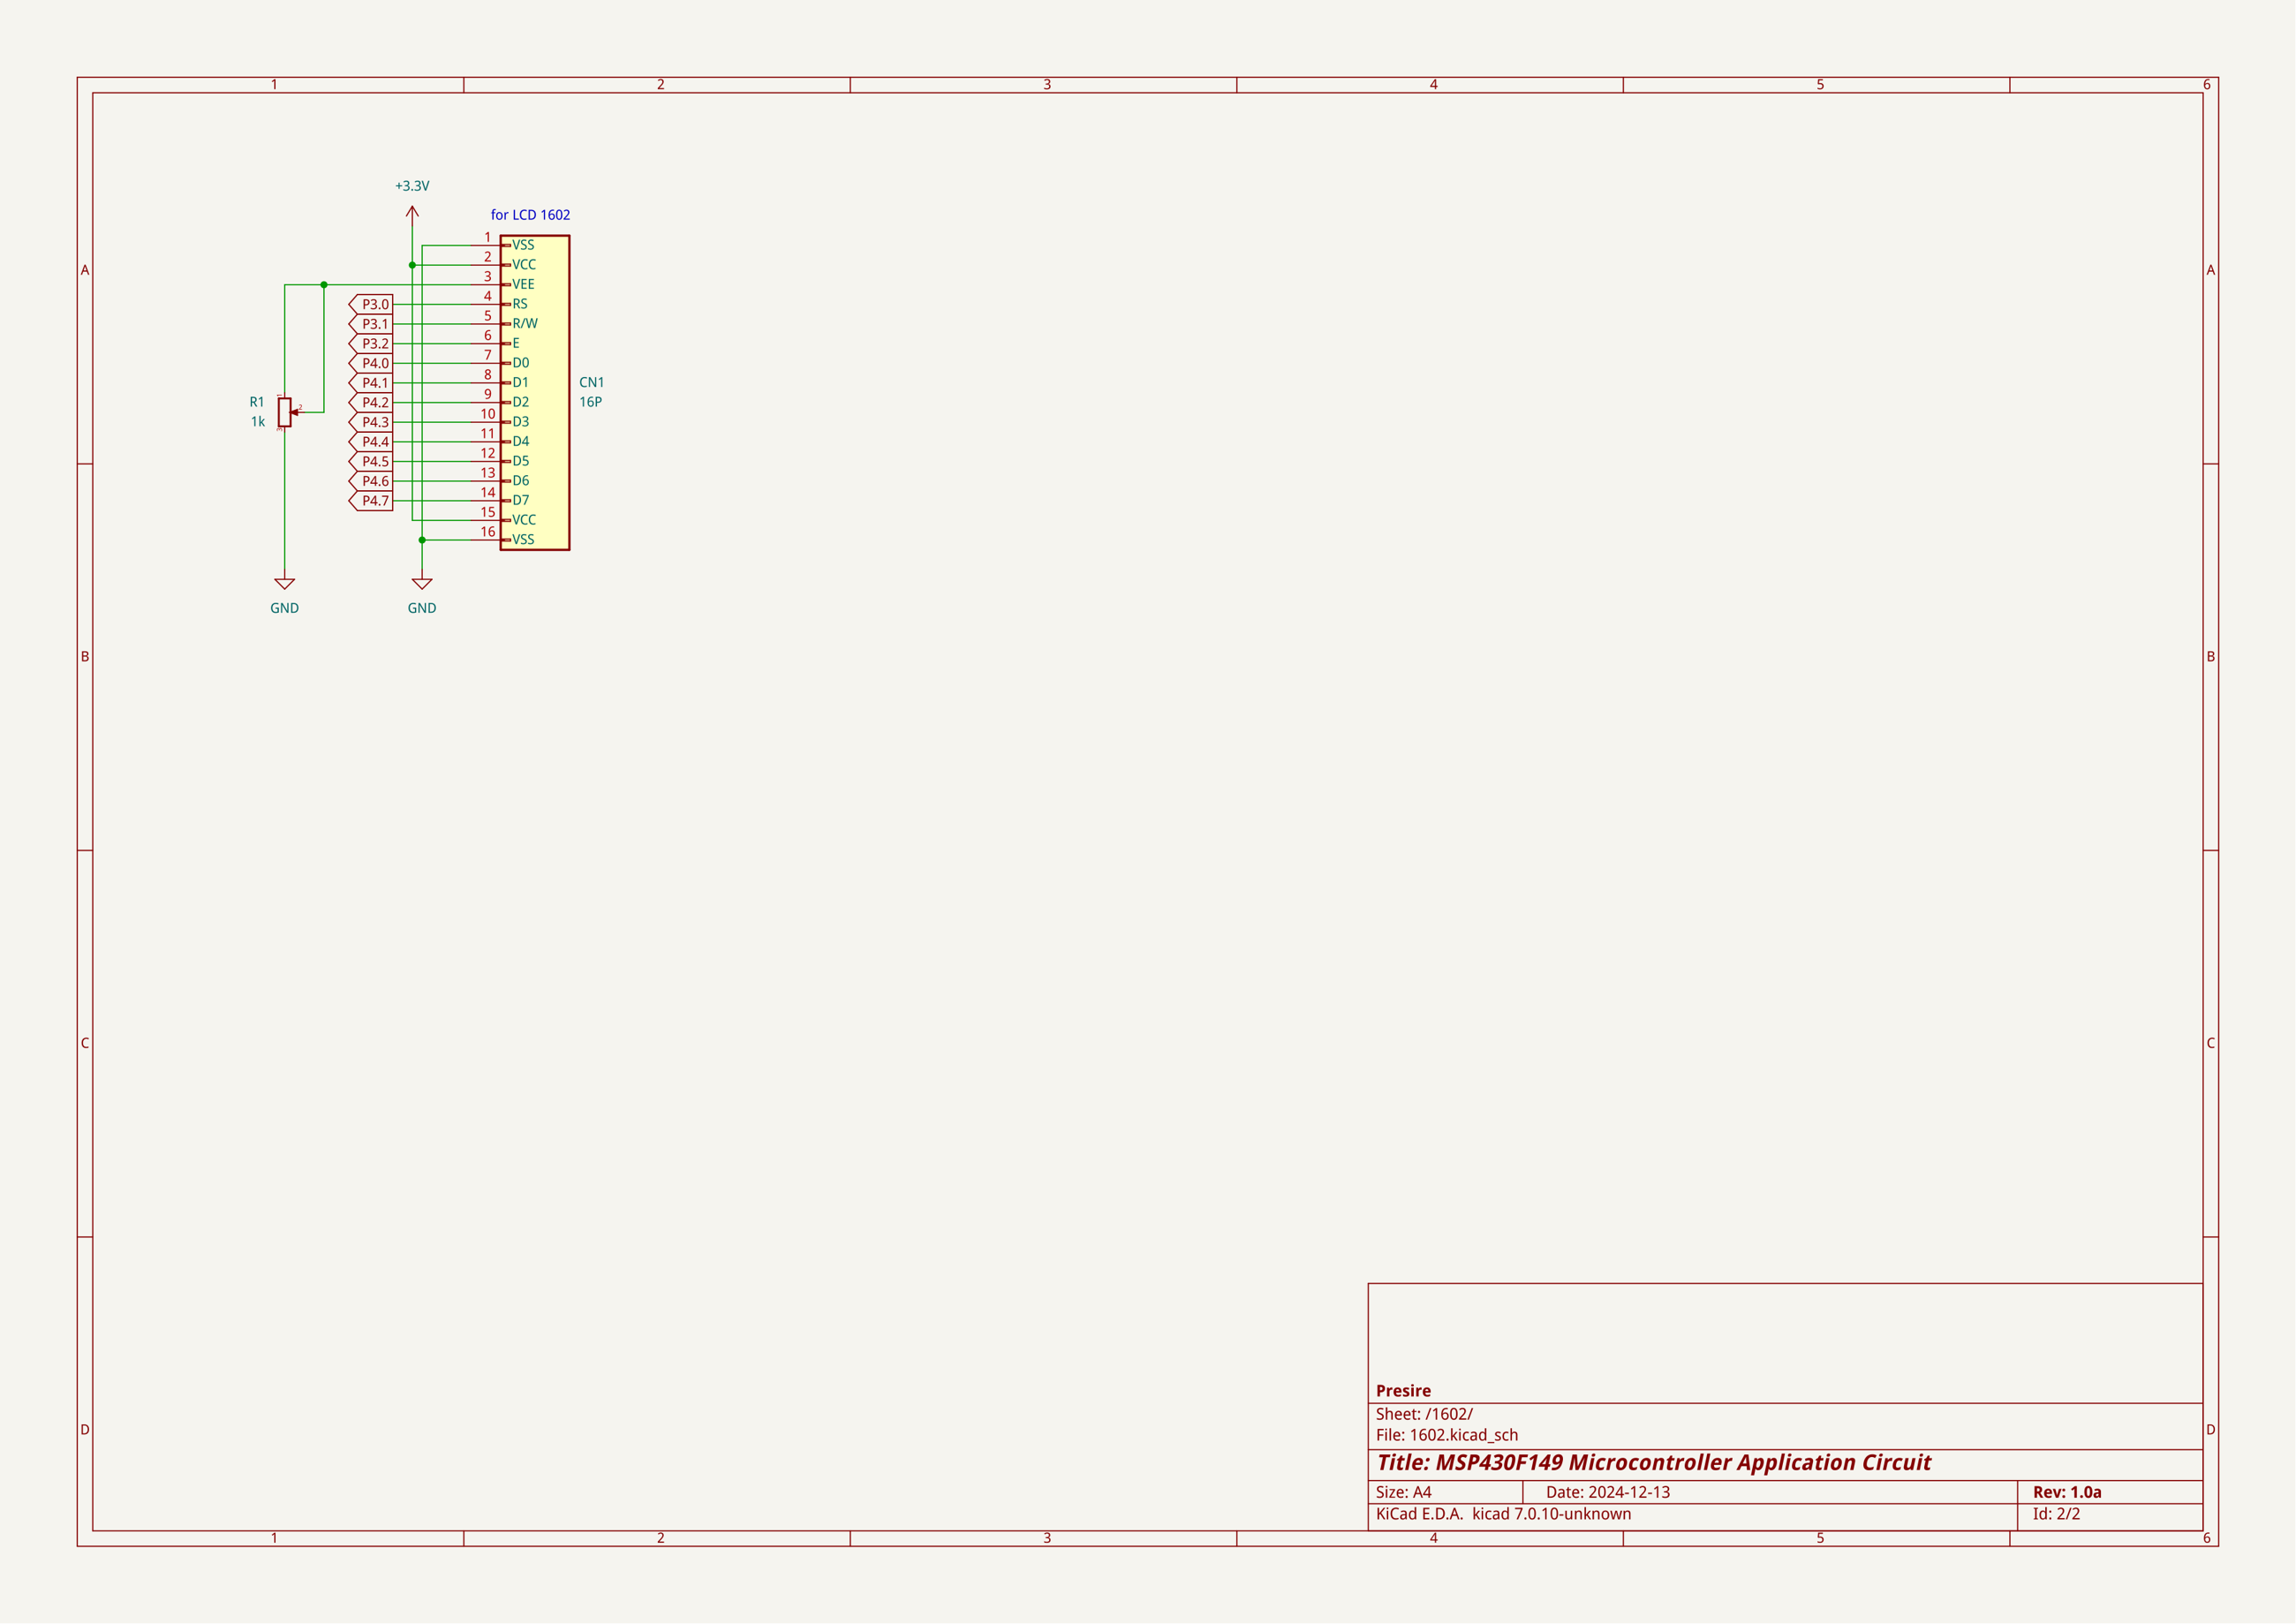 1 2 3 4 5 6
+3.3V
for LCD 1602
1 VSS
2 VCC
3 VEE
P3.0 4 RS
P3.1 5 R/W
P3.2 6 E
P4.0 7 D0
P4.1 8 D1
P4.2 9 D2
P4.3 10 D3
P4.4 11 D4
P4.5 12 D5
P4.6 13 D6
P4.7 14 D7
15 VCC
16 VSS
CN1
16P
R1
1k
1
2
3
GND
GND
A
B
C
D
A
B
C
D
Presire
Sheet: /1602/
File: 1602.kicad_sch
Title: MSP430F149 Microcontroller Application Circuit
Size: A4
Date: 2024-12-13
Rev: 1.0a
KiCad E.D.A. kicad 7.0.10-unknown
Id: 2/2
1 2 3 4 5 6